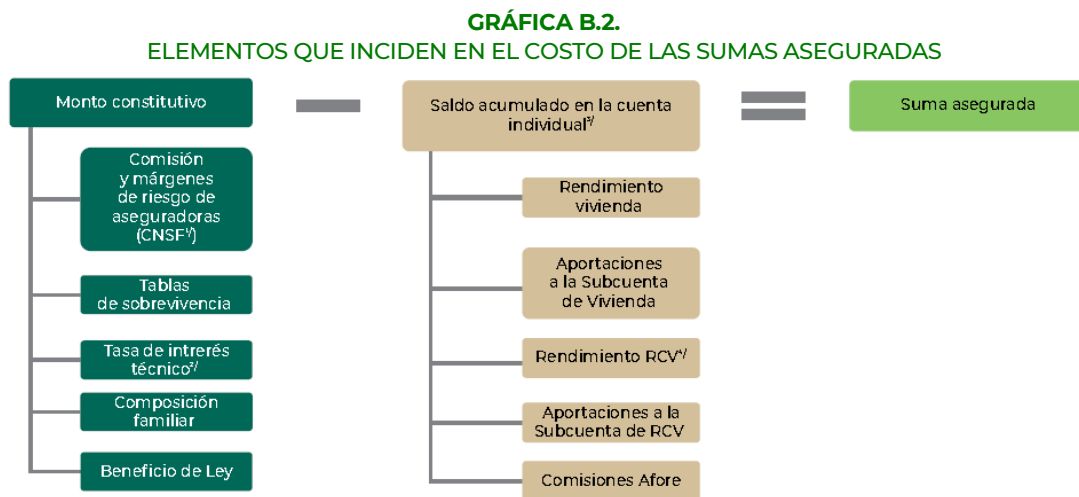 GRÁFICA B.2.
ELEMENTOS QUE INCIDEN EN EL COSTO DE LAS SUMAS ASEGURADAS
Monto constitutivo
Comisión
y márgenes
de riesgo de
aseguradoras
(CNSF¹/)
Tablas
de sobrevivencia
Tasa de intrerés
técnico²/
Composición
familiar
Beneficio de Ley
Saldo acumulado en la cuenta
individual³/
Rendimiento
vivienda
Aportaciones
a la Subcuenta
de Vivienda
Rendimiento RCV⁴/
Aportaciones a la
Subcuenta de RCV
Comisiones Afore
Suma asegurada